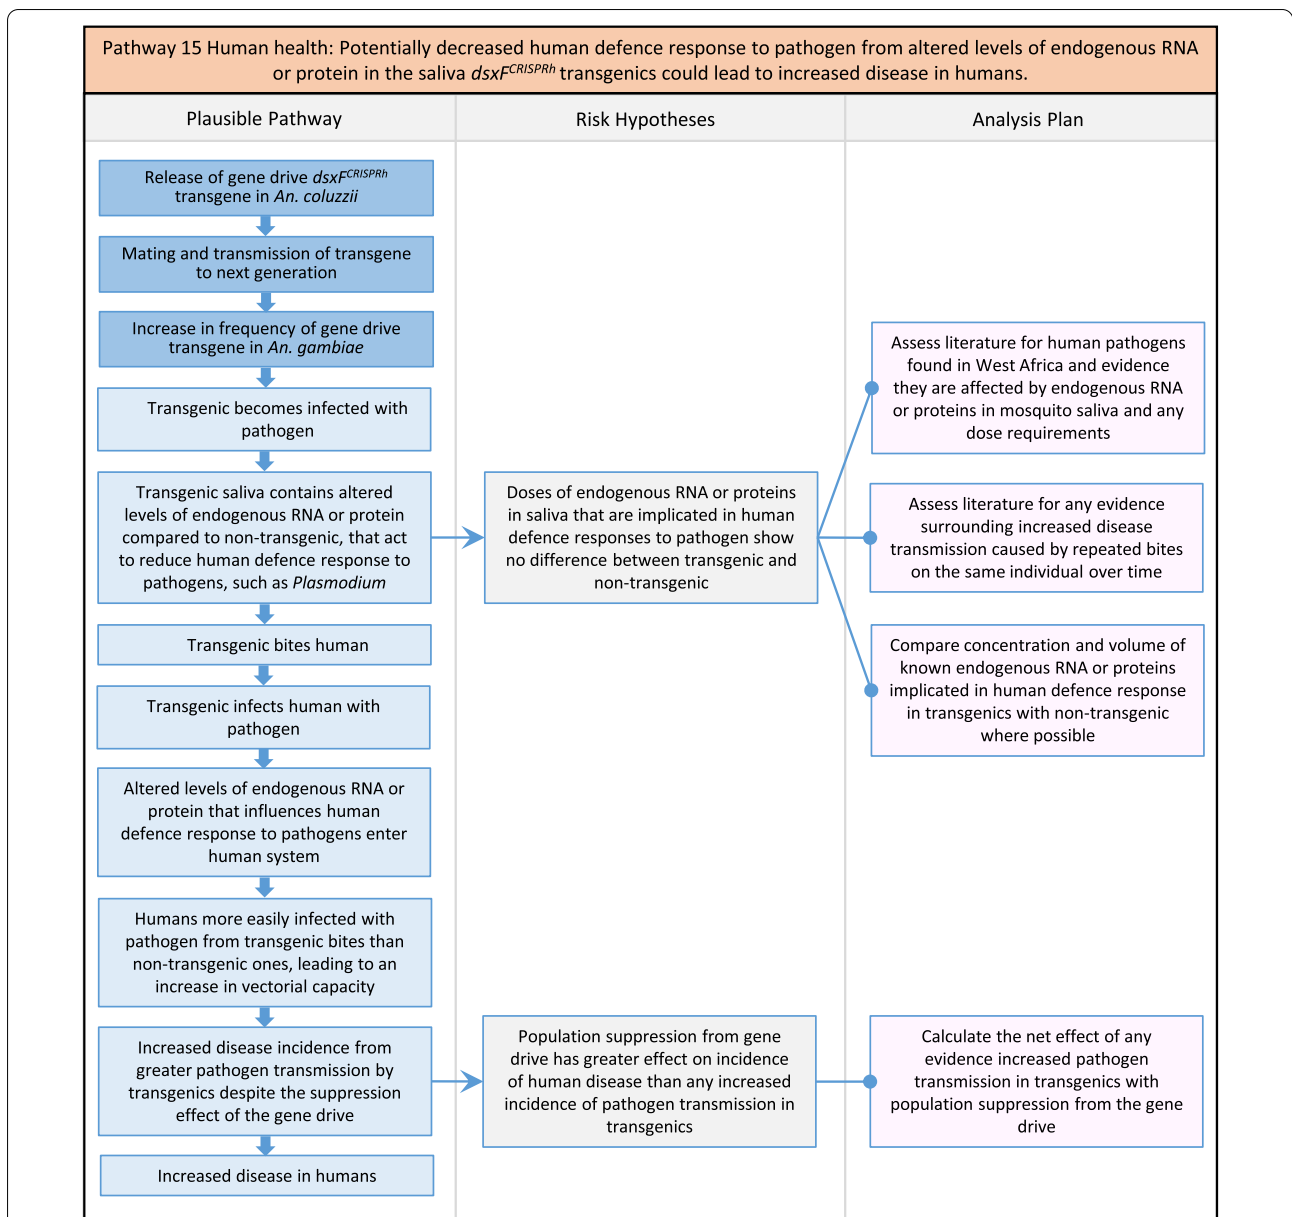 Pathway 15 Human health: Potentially decreased human defence response to pathogen from altered levels of endogenous RNA
or protein in the saliva dsxF^CRISPRh transgenics could lead to increased disease in humans.
Plausible Pathway
Risk Hypotheses
Analysis Plan
Release of gene drive dsxF^CRISPRh
transgene in An. coluzzii
Mating and transmission of transgene
to next generation
Increase in frequency of gene drive
transgene in An. gambiae
Transgenic becomes infected with
pathogen
Transgenic saliva contains altered
levels of endogenous RNA or protein
compared to non-transgenic, that act
to reduce human defence response to
pathogens, such as Plasmodium
Transgenic bites human
Transgenic infects human with
pathogen
Altered levels of endogenous RNA or
protein that influences human
defence response to pathogens enter
human system
Humans more easily infected with
pathogen from transgenic bites than
non-transgenic ones, leading to an
increase in vectorial capacity
Increased disease incidence from
greater pathogen transmission by
transgenics despite the suppression
effect of the gene drive
Increased disease in humans
Doses of endogenous RNA or proteins
in saliva that are implicated in human
defence responses to pathogen show
no difference between transgenic and
non-transgenic
Population suppression from gene
drive has greater effect on incidence
of human disease than any increased
incidence of pathogen transmission in
transgenics
Assess literature for human pathogens
found in West Africa and evidence
they are affected by endogenous RNA
or proteins in mosquito saliva and any
dose requirements
Assess literature for any evidence
surrounding increased disease
transmission caused by repeated bites
on the same individual over time
Compare concentration and volume of
known endogenous RNA or proteins
implicated in human defence response
in transgenics with non-transgenic
where possible
Calculate the net effect of any
evidence increased pathogen
transmission in transgenics with
population suppression from the gene
drive